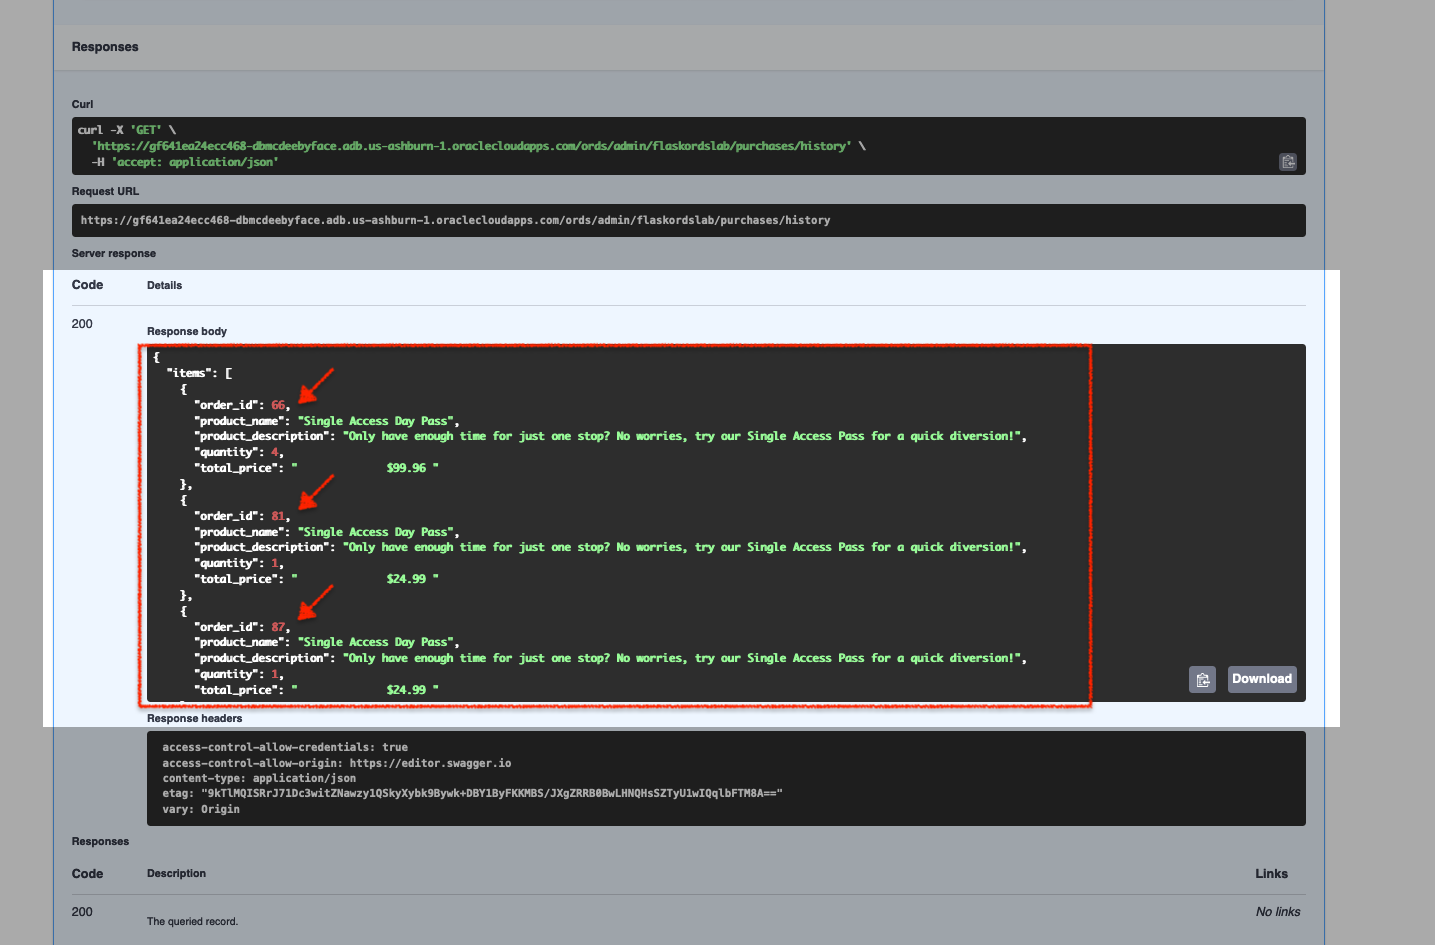 Responses
Curl
curl -X 'GET' \
'https://gf641ea24ecc468-dbmcdeebyface.adb.us-ashburn-1.oraclecloudapps.com/ords/admin/flaskordslab/purchases/history' \
-H 'accept: application/json'
Request URL
https://gf641ea24ecc468-dbmcdeebyface.adb.us-ashburn-1.oraclecloudapps.com/ords/admin/flaskordslab/purchases/history
Server response
Code Details
200
Response body
{
"items": [
{
"order_id": 66,
"product_name": "Single Access Day Pass",
"product_description": "Only have enough time for just one stop? No worries, try our Single Access Pass for a quick diversion!",
"quantity": 4,
"total_price": " $99.96 "
},
{
"order_id": 81,
"product_name": "Single Access Day Pass",
"product_description": "Only have enough time for just one stop? No worries, try our Single Access Pass for a quick diversion!",
"quantity": 1,
"total_price": " $24.99 "
},
{
"order_id": 87,
"product_name": "Single Access Day Pass",
"product_description": "Only have enough time for just one stop? No worries, try our Single Access Pass for a quick diversion!",
"quantity": 1,
"total_price": " $24.99 "
Download
Response headers
access-control-allow-credentials: true
access-control-allow-origin: https://editor.swagger.io
content-type: application/json
etag: "9kTlMQISRrJ71Dc3witZNawzy1QSkyXybk9Bywk+DBY1ByFKKMBS/JXgZRRB0BwLHNQHsSZTyU1wIQqlbFTM8A=="
vary: Origin
Responses
Code Description Links
200 The queried record. No links